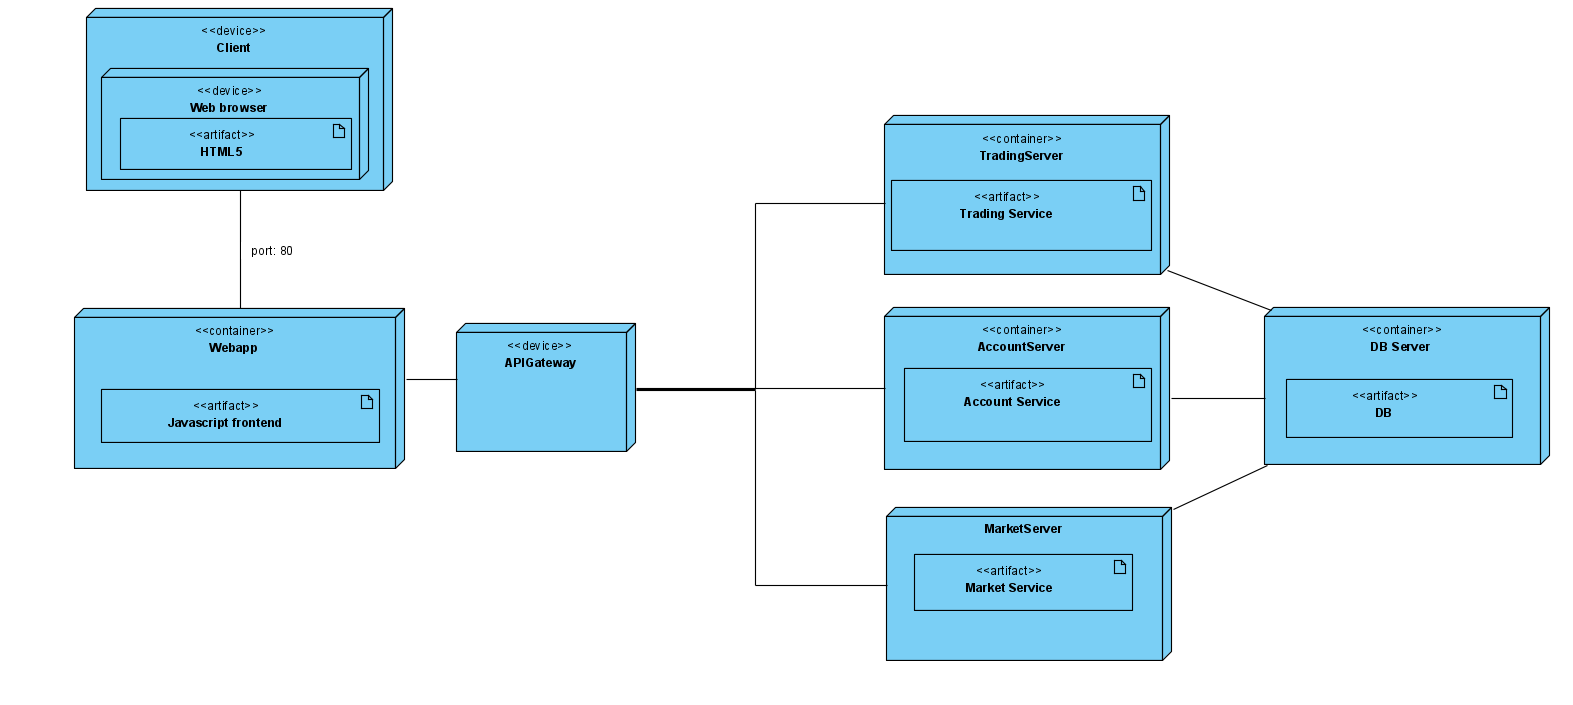 <<device>>
Client
<<device>>
Web browser
<<artifact>>
HTML5
port: 80
<<container>>
Webapp
<<artifact>>
Javascript frontend
<<device>>
APIGateway
<<container>>
TradingServer
<<artifact>>
Trading Service
<<container>>
AccountServer
<<artifact>>
Account Service
MarketServer
<<artifact>>
Market Service
<<container>>
DB Server
<<artifact>>
DB